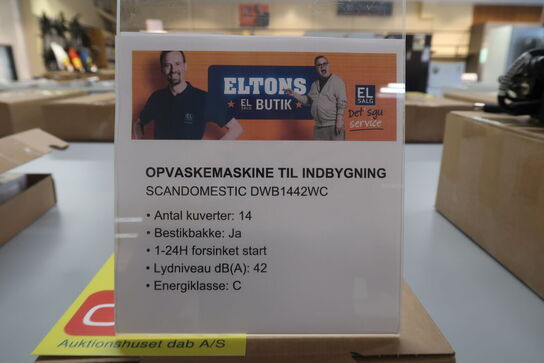 ELTONS
EL SALG BUTIK
EL
SALG
Det sgu
service
OPVASKEMASKINE TIL INDBYGNING
SCANDOMESTIC DWB1442WC
• Antal kuverter: 14
• Bestikbakke: Ja
• 1-24H forsinket start
• Lydniveau dB(A): 42
• Energiklasse: C
Auktionshuset dab A/S